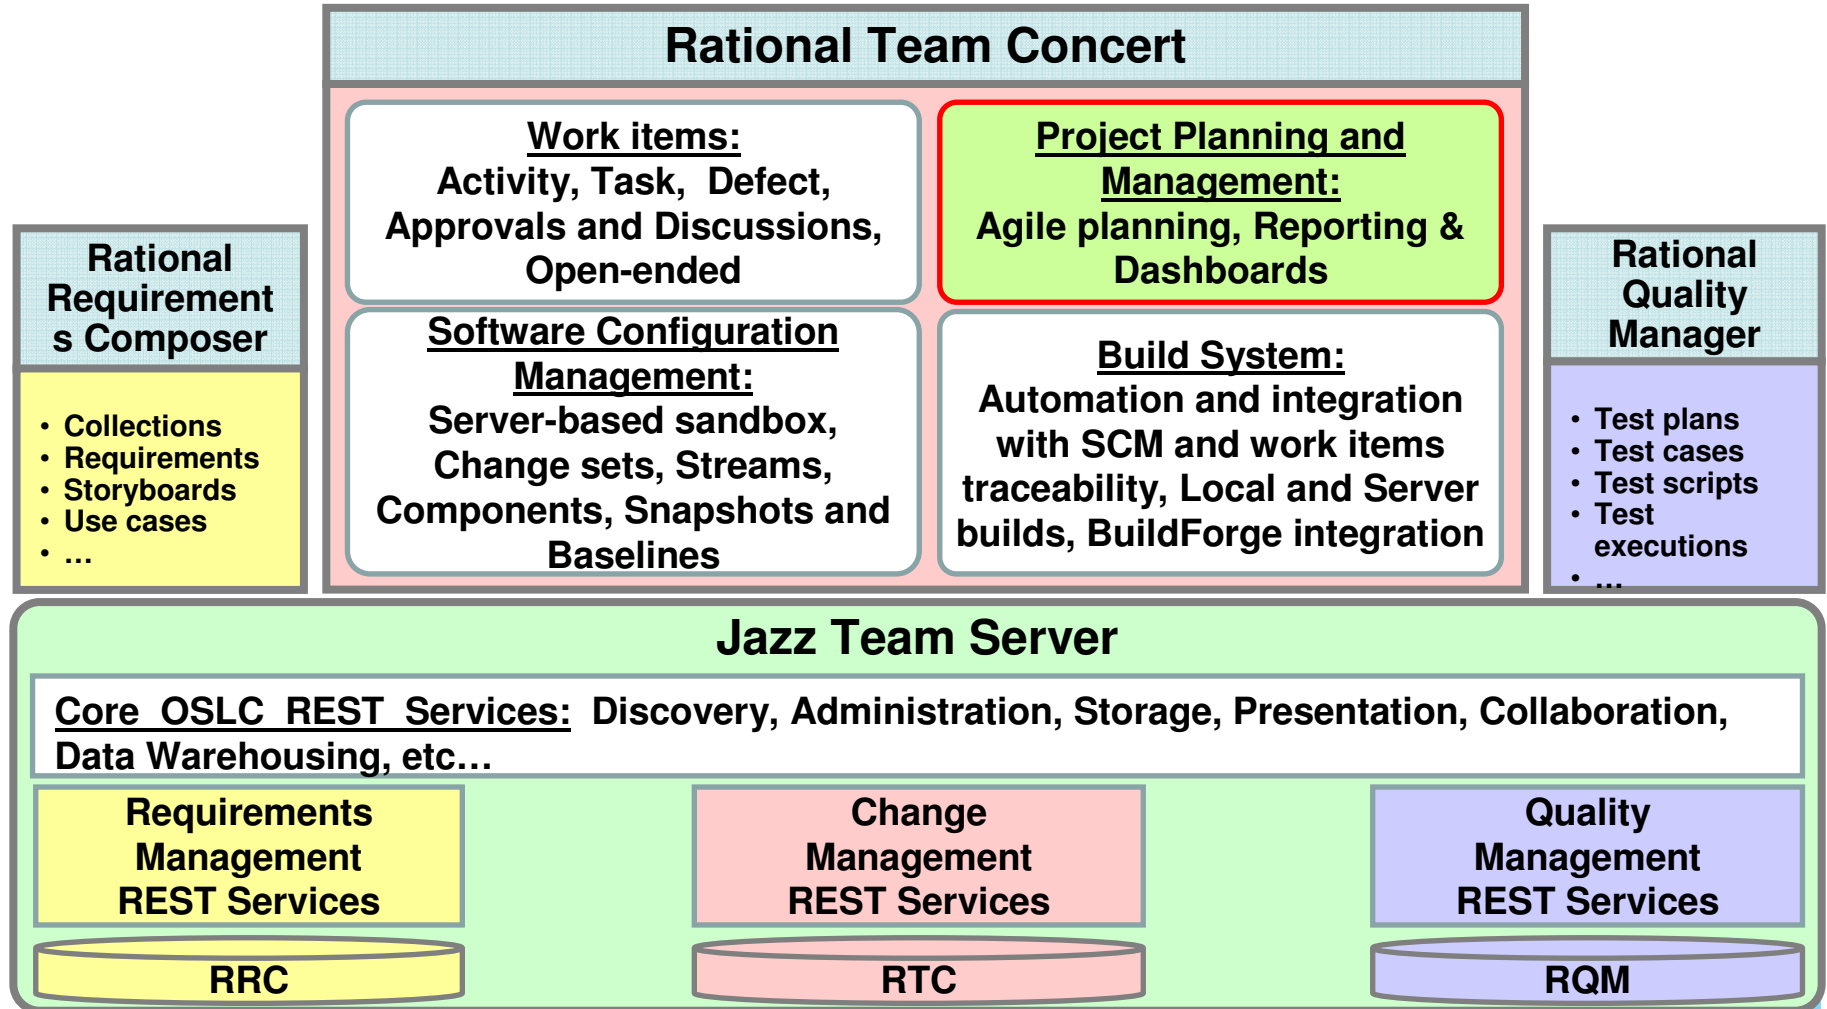 Rational Team Concert
Work items:
Activity, Task, Defect,
Approvals and Discussions,
Open-ended
Project Planning and
Management:
Agile planning, Reporting &
Dashboards
Software Configuration
Management:
Server-based sandbox,
Change sets, Streams,
Components, Snapshots and
Baselines
Build System:
Automation and integration
with SCM and work items
traceability, Local and Server
builds, BuildForge integration
Rational
Requirement
s Composer
• Collections
• Requirements
• Storyboards
• Use cases
• ...
Rational
Quality
Manager
• Test plans
• Test cases
• Test scripts
• Test
executions
• ...
Jazz Team Server
Core OSLC REST Services: Discovery, Administration, Storage, Presentation, Collaboration,
Data Warehousing, etc...
Requirements
Management
REST Services
Change
Management
REST Services
Quality
Management
REST Services
RRC
RTC
RQM